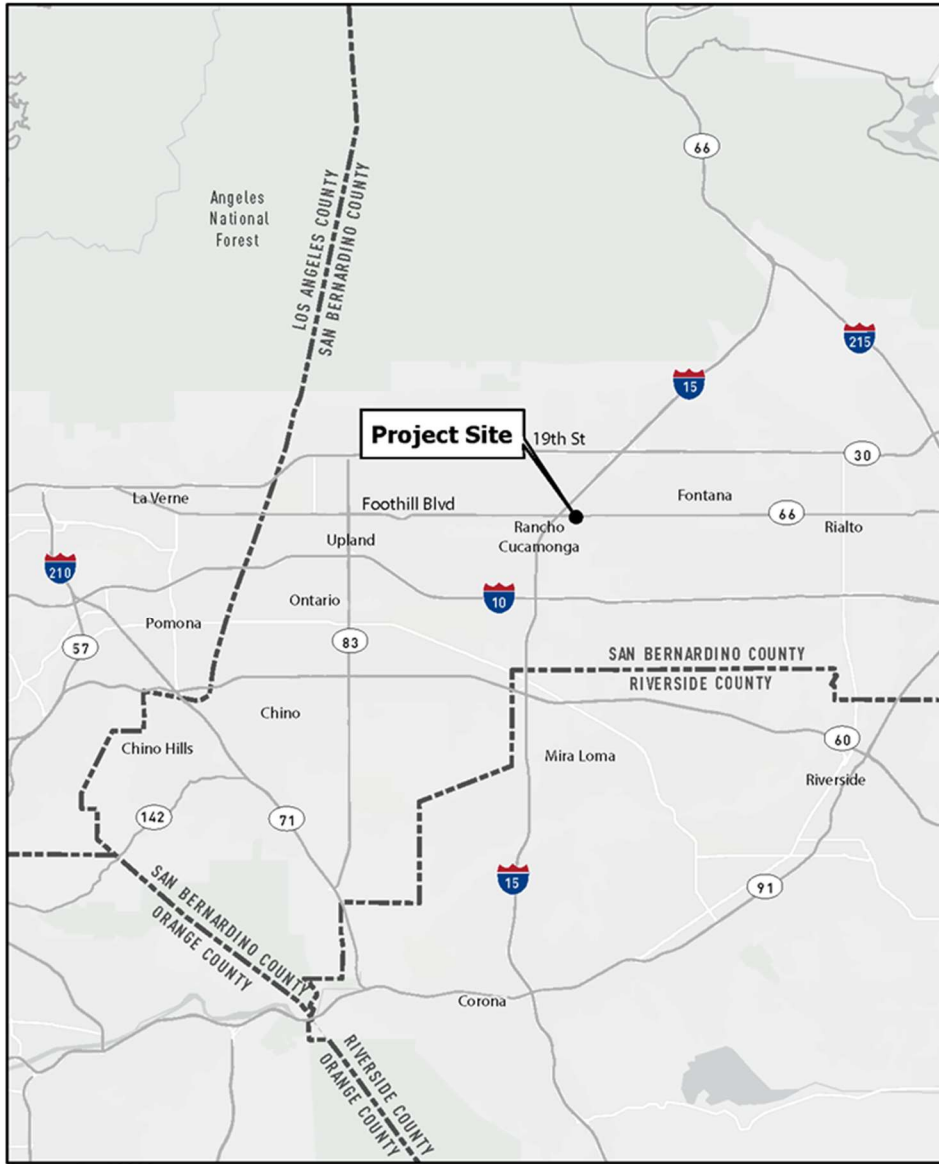 66
Angeles
National
Forest
LOS ANGELES COUNTY
SAN BERNARDINO COUNTY
215
15
Project Site
19th St
30
La Verne
Foothill Blvd
Fontana
66
Rancho
Cucamonga
Rialto
Upland
210
10
Ontario
Pomona
83
57
SAN BERNARDINO COUNTY
RIVERSIDE COUNTY
Chino
Chino Hills
60
Mira Loma
Riverside
142
71
15
91
SAN BERNARDINO COUNTY
ORANGE COUNTY
Corona
RIVERSIDE COUNTY
ORANGE COUNTY